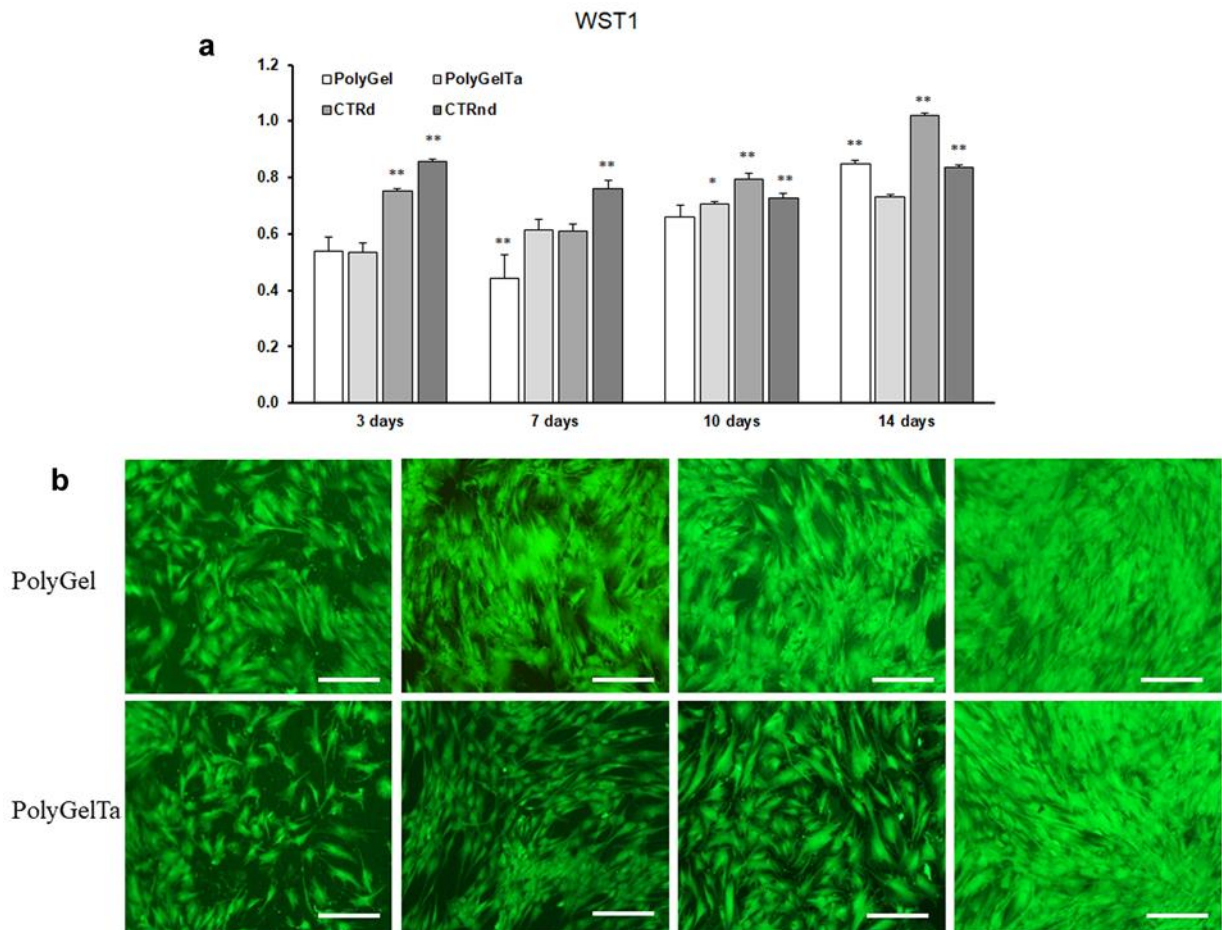 WST1
a
1.2
PolyGel PolyGelTa
CTRd CTRnd
1.0
0.8
0.6
0.4
0.2
0.0
** ** ** ** * ** ** ** ** **
3 days 7 days 10 days 14 days
b
PolyGel
PolyGelTa